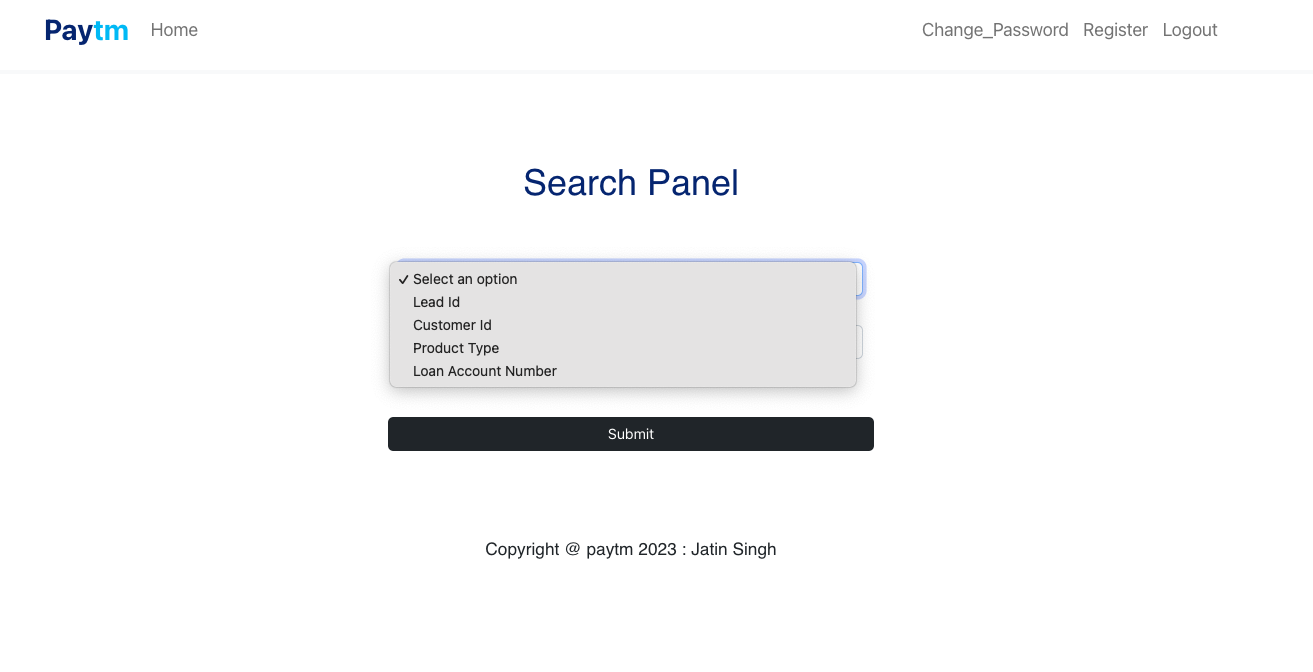 Paytm Home Change_Password Register Logout
Search Panel
✓ Select an option
Lead Id
Customer Id
Product Type
Loan Account Number
Submit
Copyright @ paytm 2023 : Jatin Singh